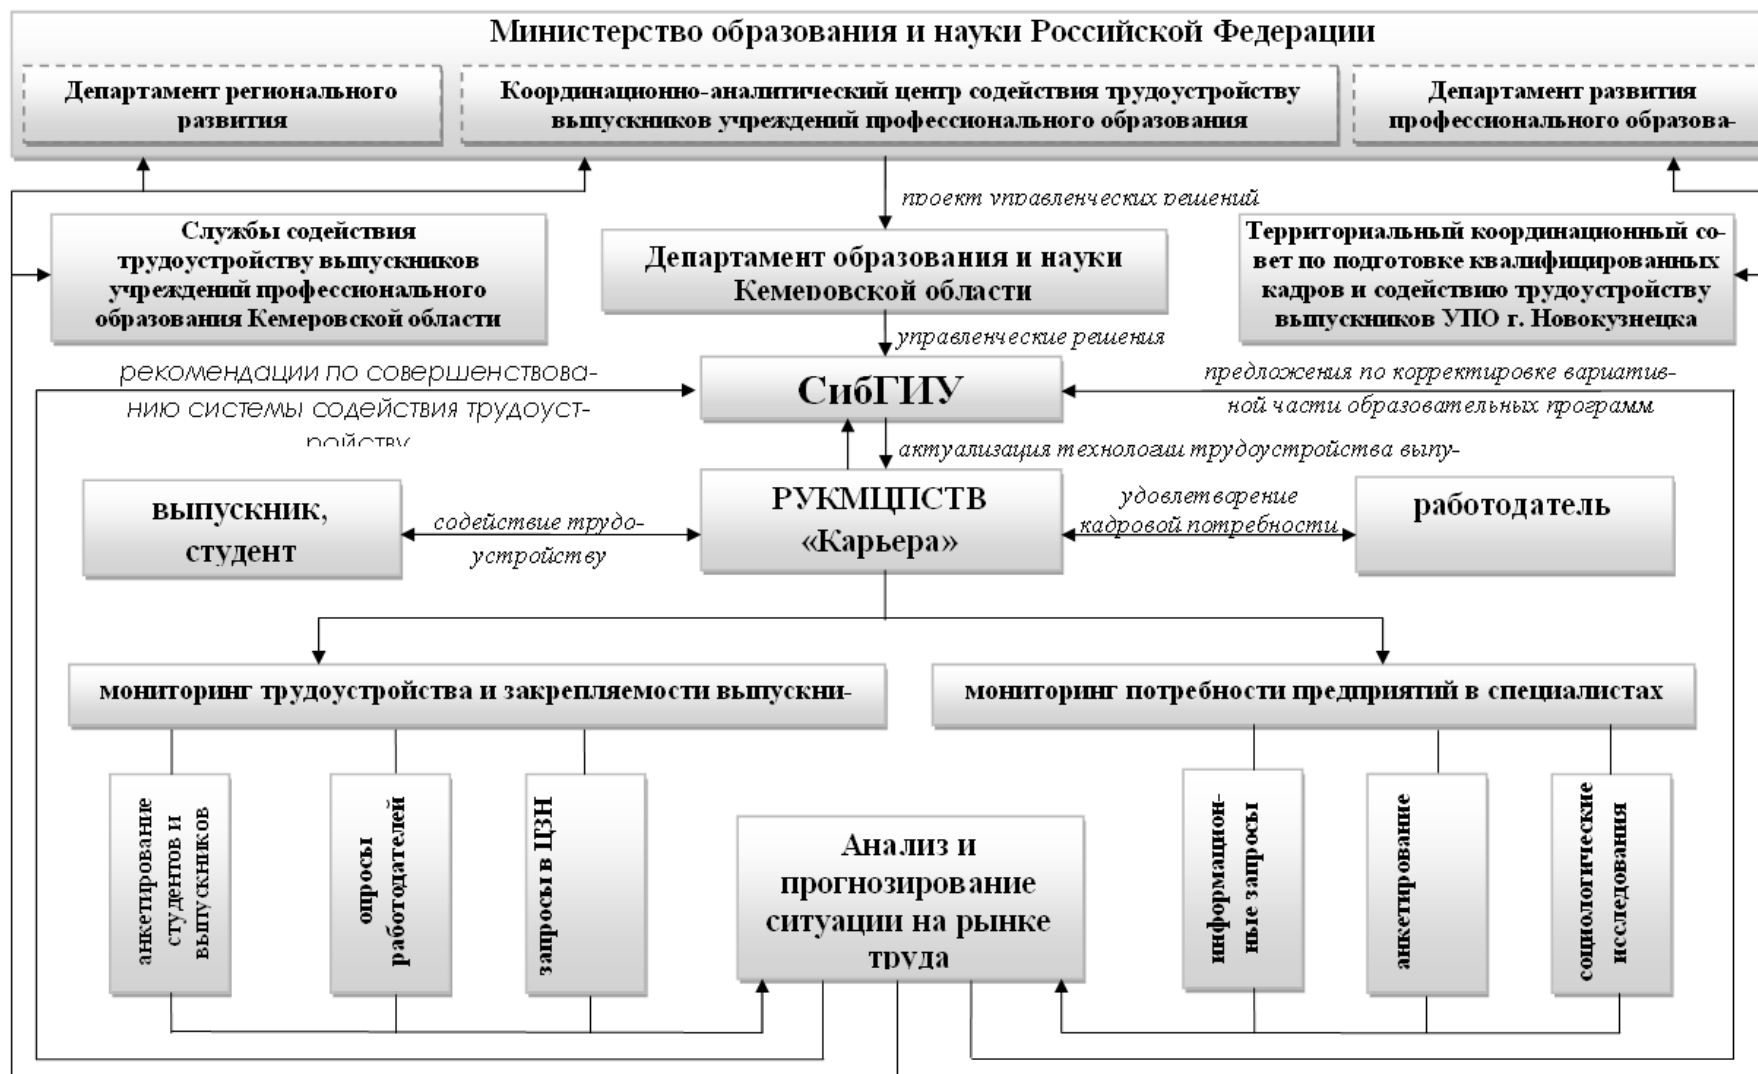 Министерство образования и науки Российской Федерации
Департамент регионального
развития
Координационно-аналитический центр содействия трудоустройству
выпускников учреждений профессионального образования
Департамент развития
профессионального образова-
проект управленческих решений
Службы содействия
трудоустройству выпускников
учреждений профессионального
образования Кемеровской области
Департамент образования и науки
Кемеровской области
Территориальный координационный со-
вет по подготовке квалифицированных
кадров и содействию трудоустройству
выпускников УПО г. Новокузнецка
управленческие решения
рекомендации по совершенствова-
нию системы содействия трудоуст-
ройству
СибГИУ
предложения по корректировке вариатив-
ной части образовательных программ
актуализация технологии трудоустройства выпу-
выпускник,
студент
содействие трудо-
устройству
РУКМЦПСТВ
«Карьера»
удовлетворение
кадровой потребности
работодатель
мониторинг трудоустройства и закрепляемости выпускни-
мониторинг потребности предприятий в специалистах
анкетирование
студентов и
выпускников
опросы
работодателей
запросы в ЦЗН
Анализ и
прогнозирование
ситуации на рынке
труда
информацион-
ные запросы
анкетирование
социологические
исследования